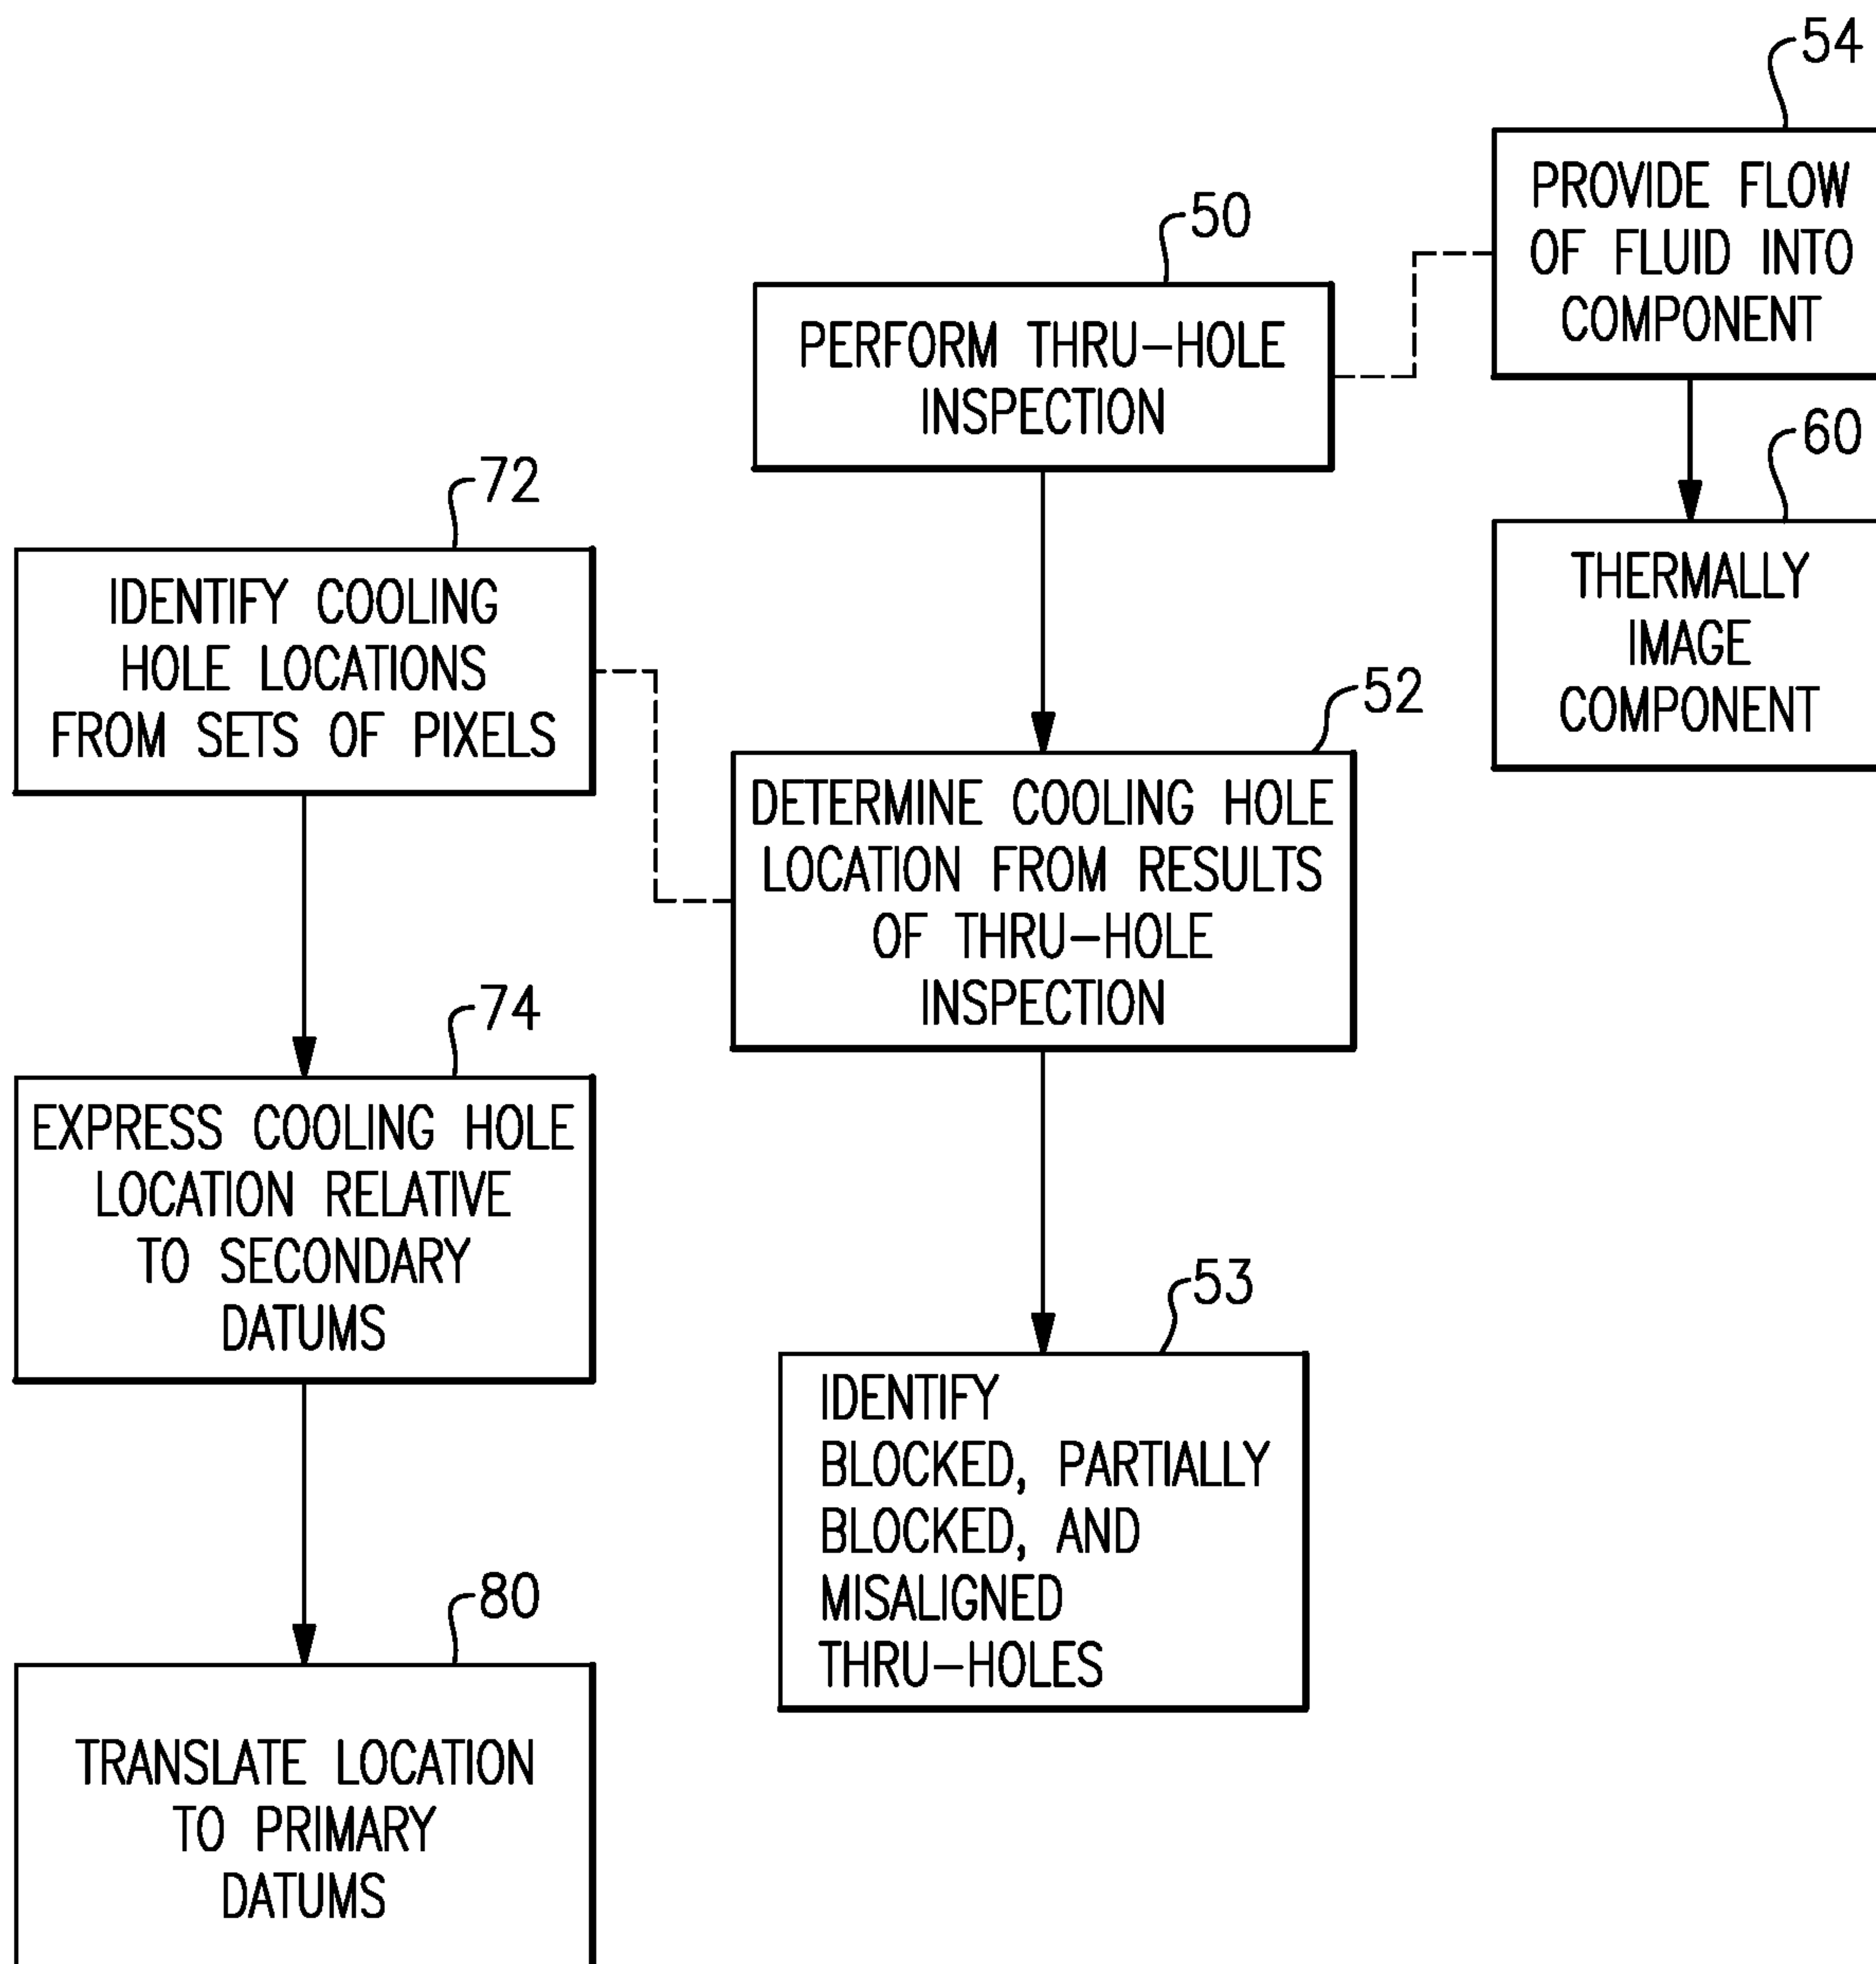 54
PROVIDE FLOW
OF FLUID INTO
COMPONENT
50
PERFORM THRU-HOLE
INSPECTION
60
THERMALLY
IMAGE
COMPONENT
72
IDENTIFY COOLING
HOLE LOCATIONS
FROM SETS OF PIXELS
52
DETERMINE COOLING HOLE
LOCATION FROM RESULTS
OF THRU-HOLE
INSPECTION
74
EXPRESS COOLING HOLE
LOCATION RELATIVE
TO SECONDARY
DATUMS
53
IDENTIFY
BLOCKED, PARTIALLY
BLOCKED, AND
MISALIGNED
THRU-HOLES
80
TRANSLATE LOCATION
TO PRIMARY
DATUMS